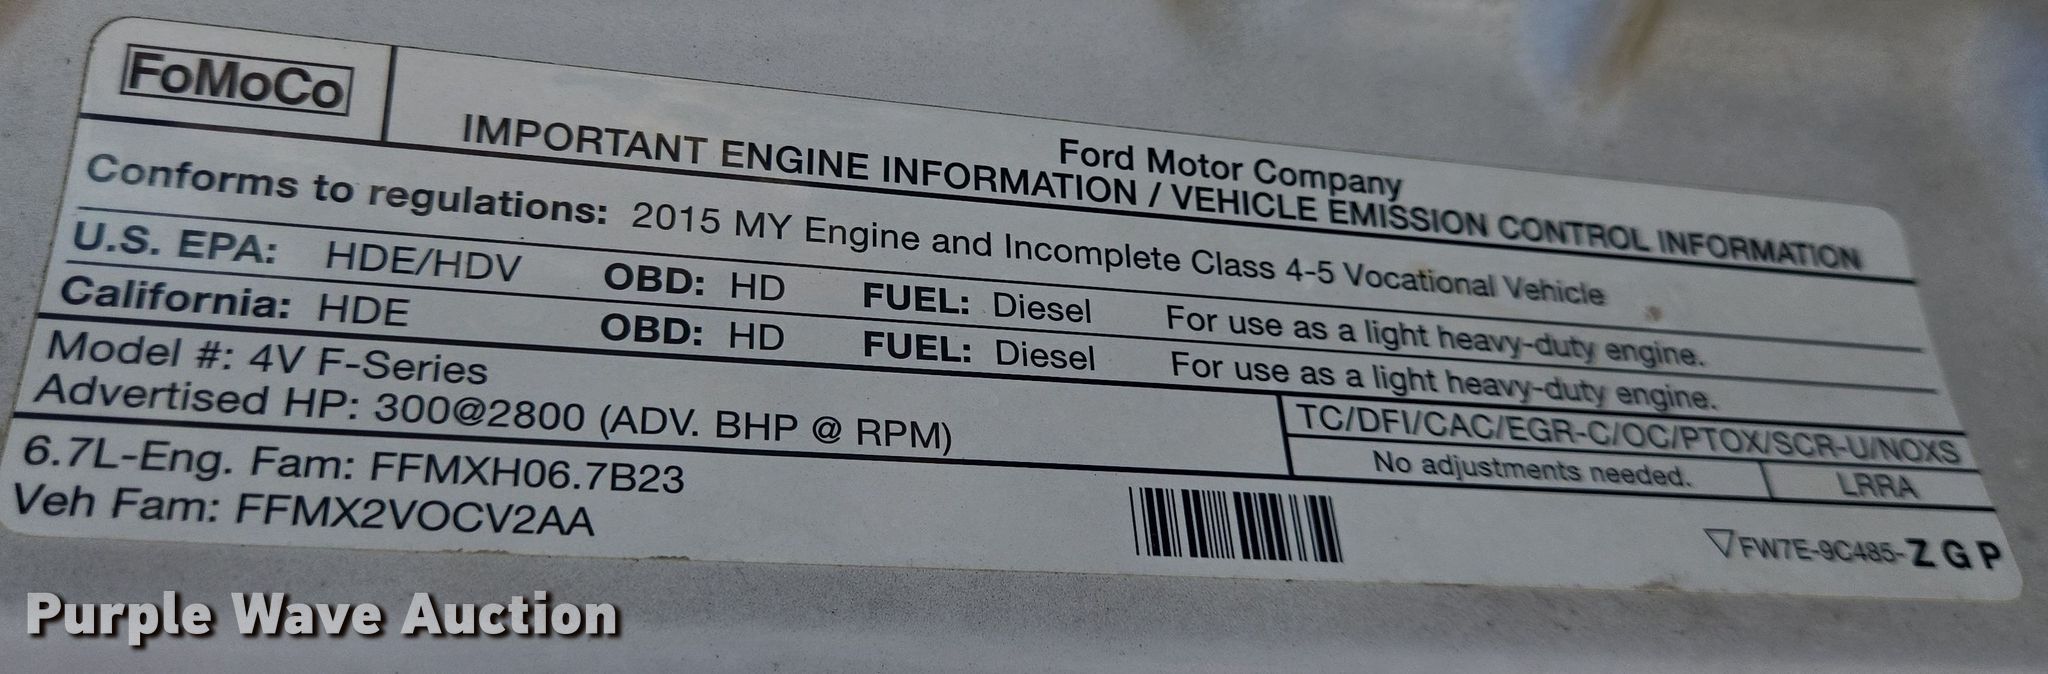 FoMoCo
Ford Motor Company
IMPORTANT ENGINE INFORMATION / VEHICLE EMISSION CONTROL INFORMATION
Conforms to regulations: 2015 MY Engine and Incomplete Class 4-5 Vocational Vehicle
U.S. EPA: HDE/HDV OBD: HD FUEL: Diesel For use as a light heavy-duty engine.
California: HDE OBD: HD FUEL: Diesel For use as a light heavy-duty engine.
Model #: 4V F-Series
Advertised HP: 300@2800 (ADV. BHP @ RPM)
TC/DFI/CAC/EGR-C/OC/PTOX/SCR-U/NOXS
No adjustments needed. LRRA
6.7L-Eng. Fam: FFMXH06.7B23
Veh Fam: FFMX2VOCV2AA
FW7E-9C485-Z G P
Purple Wave Auction